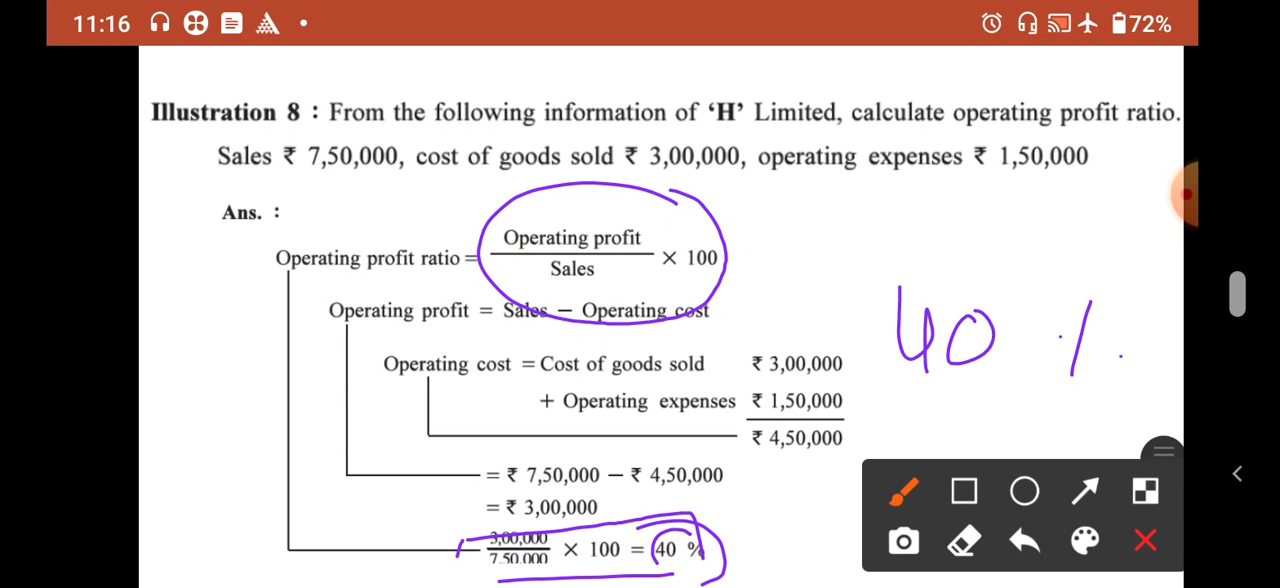 11:16 72%
Illustration 8 : From the following information of ‘H’ Limited, calculate operating profit ratio.
Sales ₹ 7,50,000, cost of goods sold ₹ 3,00,000, operating expenses ₹ 1,50,000
Ans. :
Operating profit ratio = Operating profit / Sales × 100
Operating profit = Sales − Operating cost
40 %
Operating cost = Cost of goods sold ₹ 3,00,000
+ Operating expenses ₹ 1,50,000
₹ 4,50,000
= ₹ 7,50,000 − ₹ 4,50,000
= ₹ 3,00,000
3,00,000 / 7,50,000 × 100 = 40 %